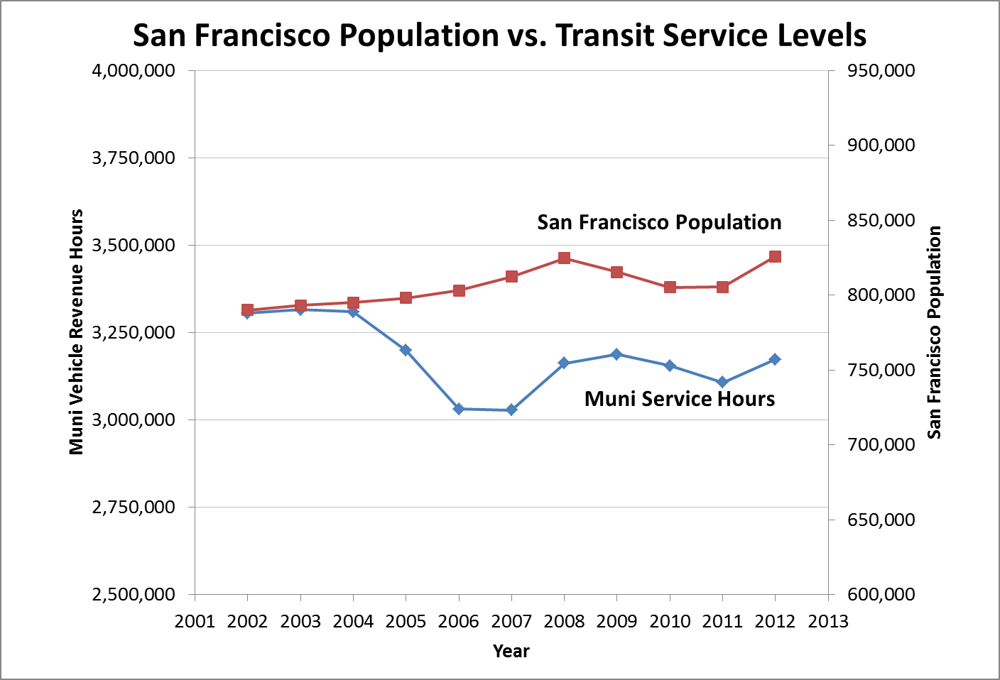 San Francisco Population vs. Transit Service Levels
4,000,000
3,750,000
3,500,000
3,250,000
3,000,000
2,750,000
2,500,000
Muni Vehicle Revenue Hours
950,000
900,000
850,000
800,000
750,000
700,000
650,000
600,000
San Francisco Population
San Francisco Population
Muni Service Hours
2001 2002 2003 2004 2005 2006 2007 2008 2009 2010 2011 2012 2013
Year